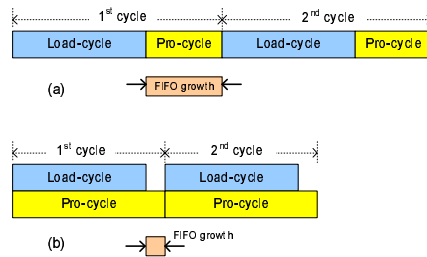 1st cycle
2nd cycle
Load-cycle
Pro-cycle
Load-cycle
Pro-cycle
(a)
FIFO growth
1st cycle
2nd cycle
Load-cycle
Load-cycle
Pro-cycle
Pro-cycle
(b)
FIFO growth